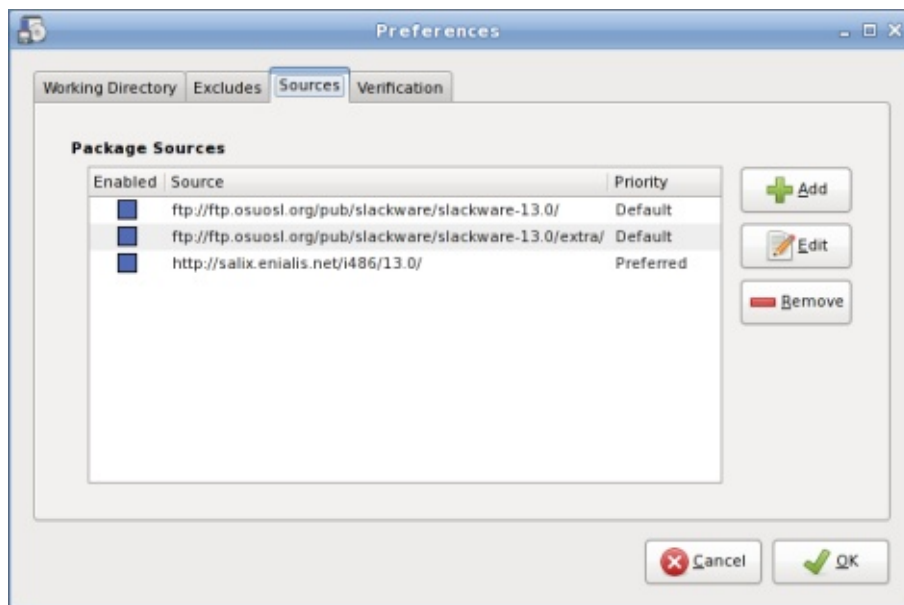 Preferences
Working Directory Excludes Sources Verification
Package Sources
Enabled Source Priority
ftp://ftp.osuosl.org/pub/slackware/slackware-13.0/ Default
ftp://ftp.osuosl.org/pub/slackware/slackware-13.0/extra/ Default
http://salix.enialis.net/i486/13.0/ Preferred
Add
Edit
Remove
Cancel OK